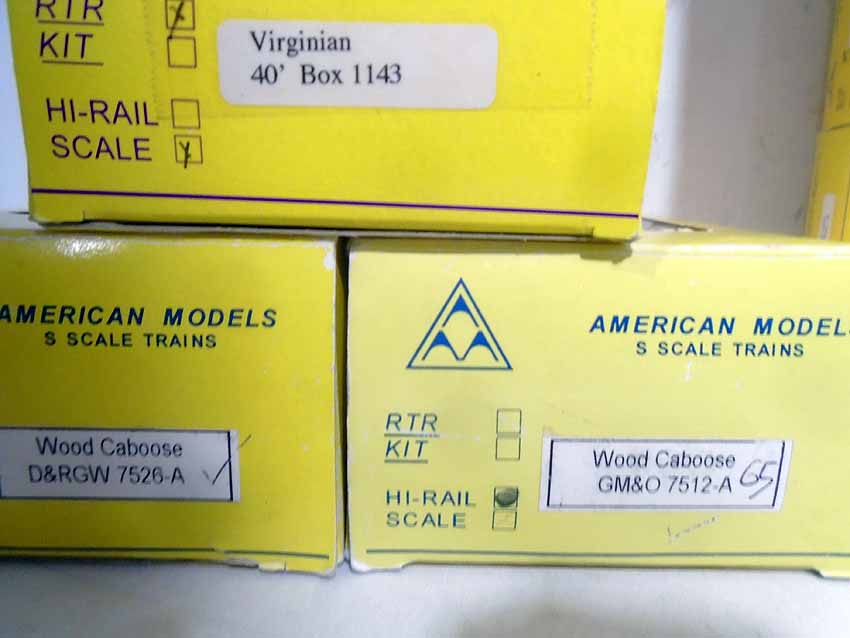 RTR
KIT
Virginian
40' Box 1143
HI-RAIL
SCALE
AMERICAN MODELS
S SCALE TRAINS
Wood Caboose
D&RGW 7526-A
AMERICAN MODEL
S SCALE TRAINS
RTR
KIT
Wood Caboose
GM&O 7512-A 65
HI-RAIL
SCALE